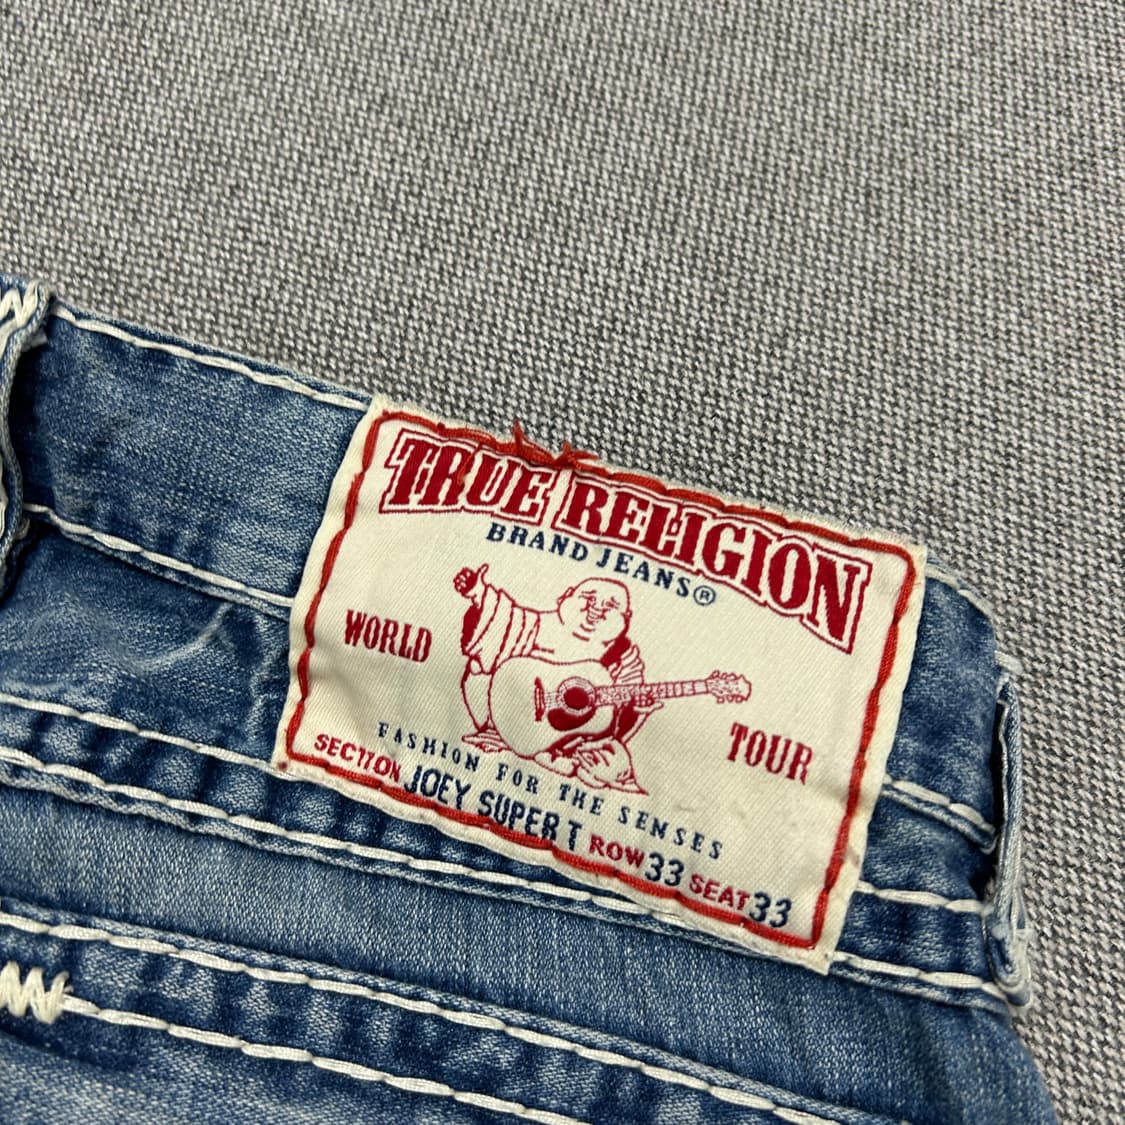 TRUE RELIGION
BRAND JEANS®
WORLD TOUR
FASHION FOR THE SENSES
SECTION JOEY SUPER T ROW 33 SEAT 33